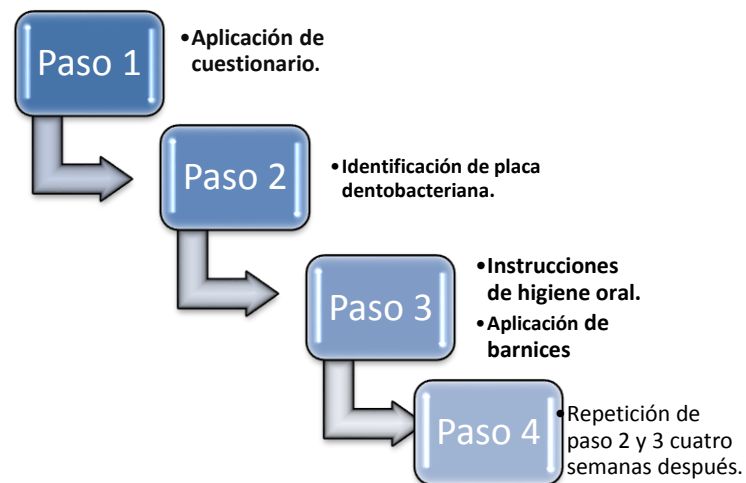 Paso 1
•Aplicación de
cuestionario.
Paso 2
•Identificación de placa
dentobacteriana.
Paso 3
•Instrucciones
de higiene oral.
•Aplicación de
barnices
Paso 4
•Repetición de
paso 2 y 3 cuatro
semanas después.